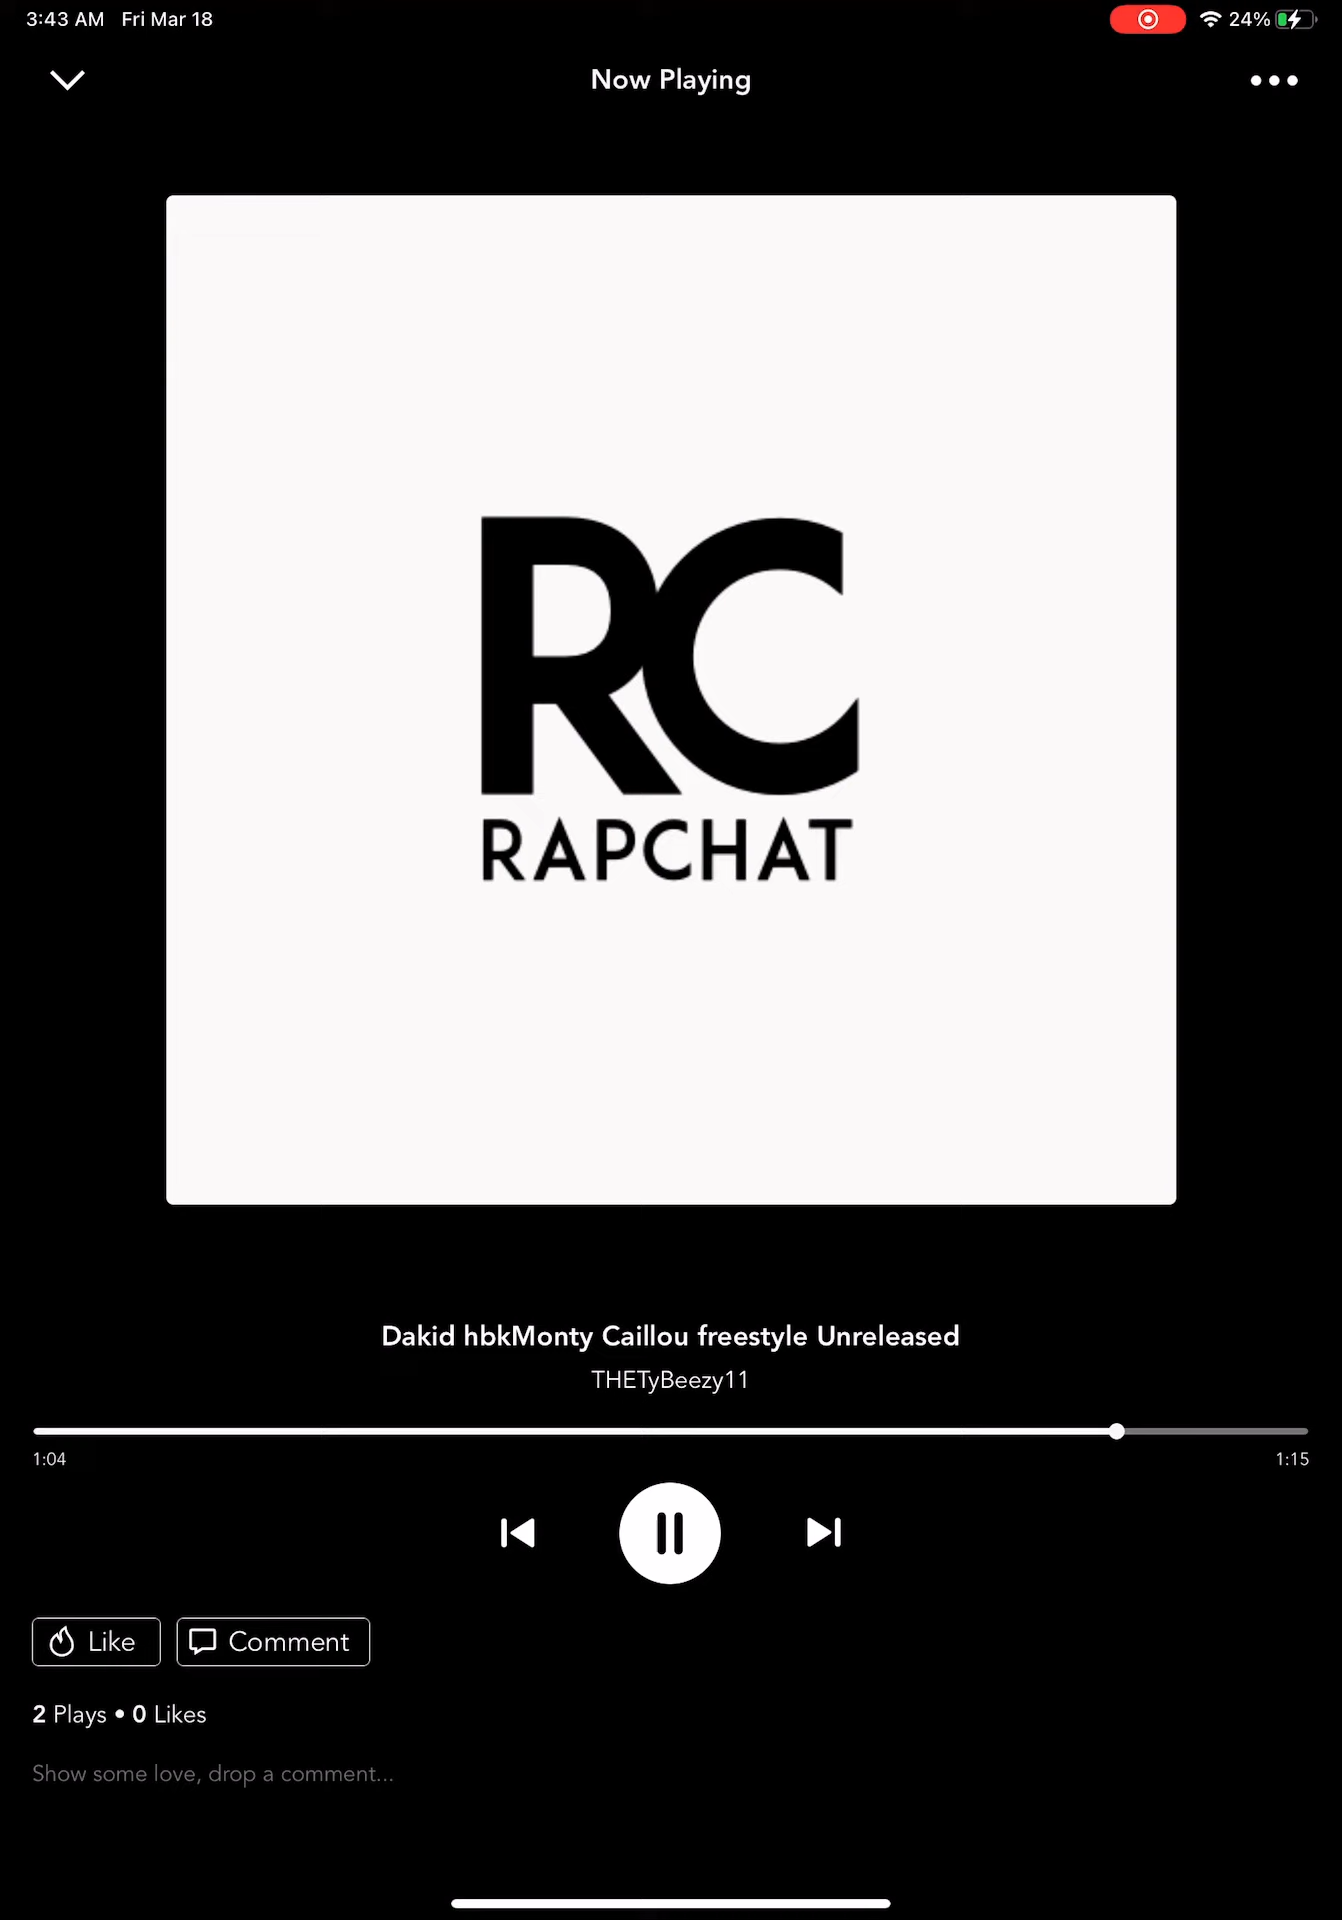 3:43 AM Fri Mar 18 24%
Now Playing
RC
RAPCHAT
Dakid hbkMonty Caillou freestyle Unreleased
THETyBeezy11
1:04 1:15
Like Comment
2 Plays • 0 Likes
Show some love, drop a comment...